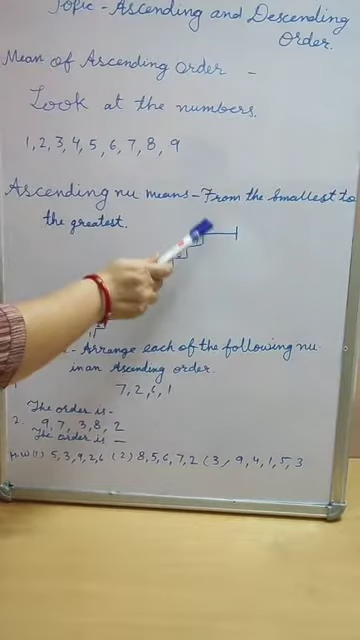 Topic - Ascending and Descending
Order.
Mean of Ascending Order -
Look at the numbers.
1, 2, 3, 4, 5, 6, 7, 8, 9
Ascending nu means - From the smallest to
the greatest.
- Arrange each of the following nu.
in an Ascending order.
7, 2, 6, 1
The order is -
2. 9, 7, 3, 8, 2
The order is -
H.W (1) 5, 3, 9, 2, 6 (2) 8, 5, 6, 7, 2 (3, 9, 4, 1, 5, 3